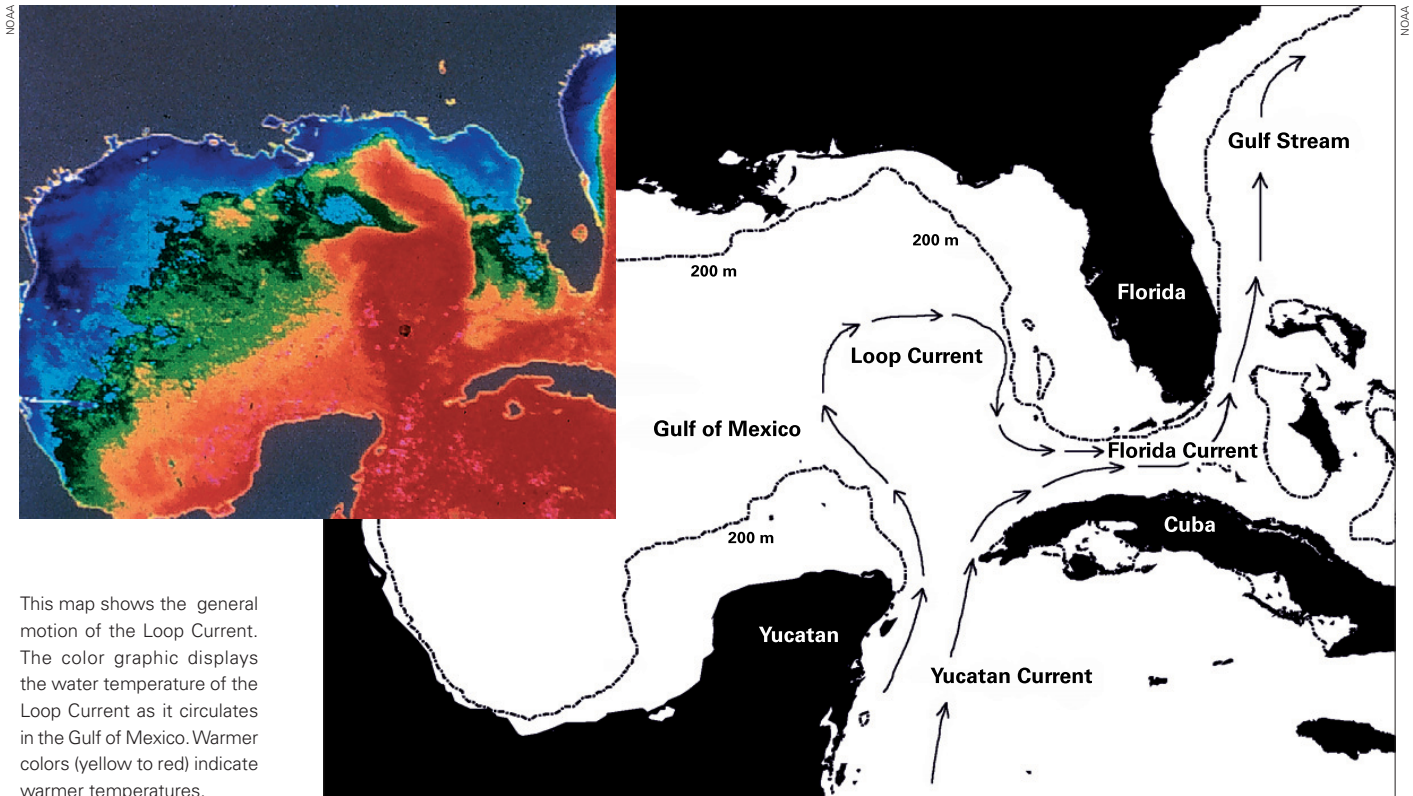 NOAA
NOAA
Gulf Stream
200 m
200 m
Florida
Loop Current
Gulf of Mexico
Florida Current
Cuba
200 m
Yucatan
Yucatan Current
This map shows the general
motion of the Loop Current.
The color graphic displays
the water temperature of the
Loop Current as it circulates
in the Gulf of Mexico. Warmer
colors (yellow to red) indicate
warmer temperatures.